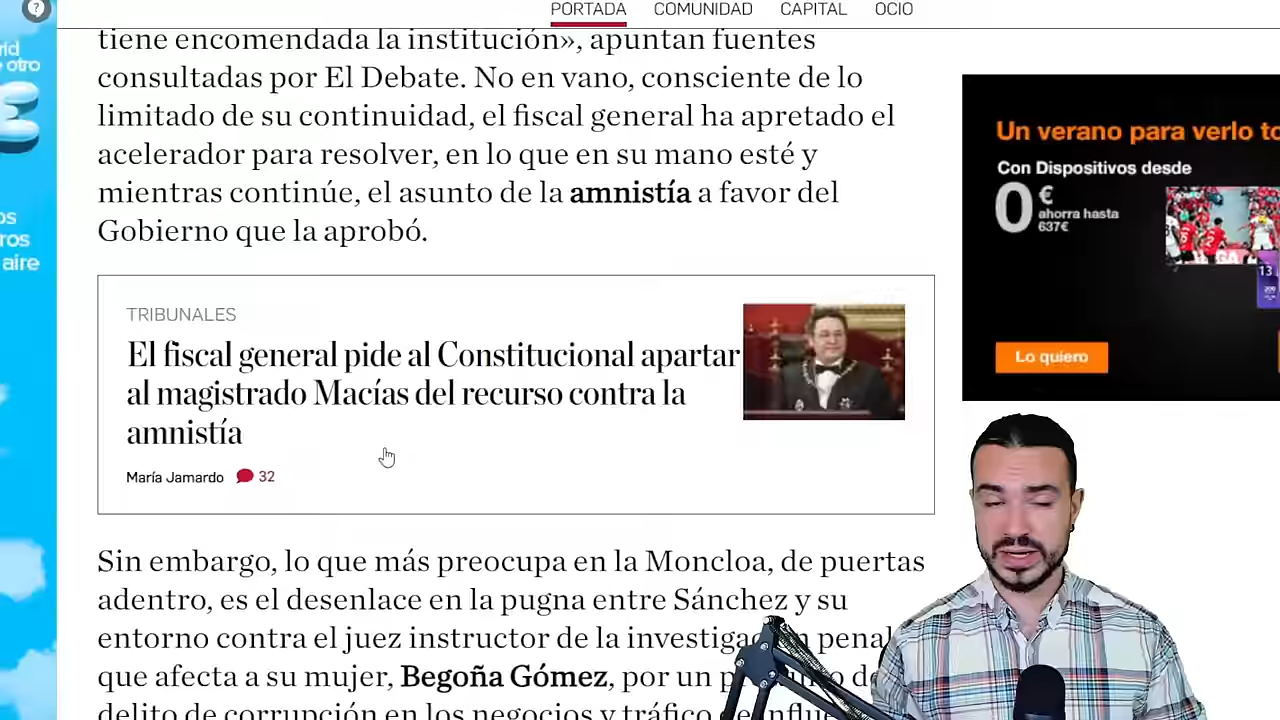 PORTADA COMUNIDAD CAPITAL OCIO
tiene encomendada la institución», apuntan fuentes
consultadas por El Debate. No en vano, consciente de lo
limitado de su continuidad, el fiscal general ha apretado el
acelerador para resolver, en lo que en su mano esté y
mientras continúe, el asunto de la amnistía a favor del
Gobierno que la aprobó.
TRIBUNALES
El fiscal general pide al Constitucional apartar
al magistrado Macías del recurso contra la
amnistía
María Jamardo 32
Sin embargo, lo que más preocupa en la Moncloa, de puertas
adentro, es el desenlace en la pugna entre Sánchez y su
entorno contra el juez instructor de la penal
que afecta a su mujer, Begoña Gómez, por un
delito de corrupción en los negocios y tráfico de
otro
aire
Un verano para verlo
Con Dispositivos desde
0 €
ahorra hasta
637€
13
Lo quiero